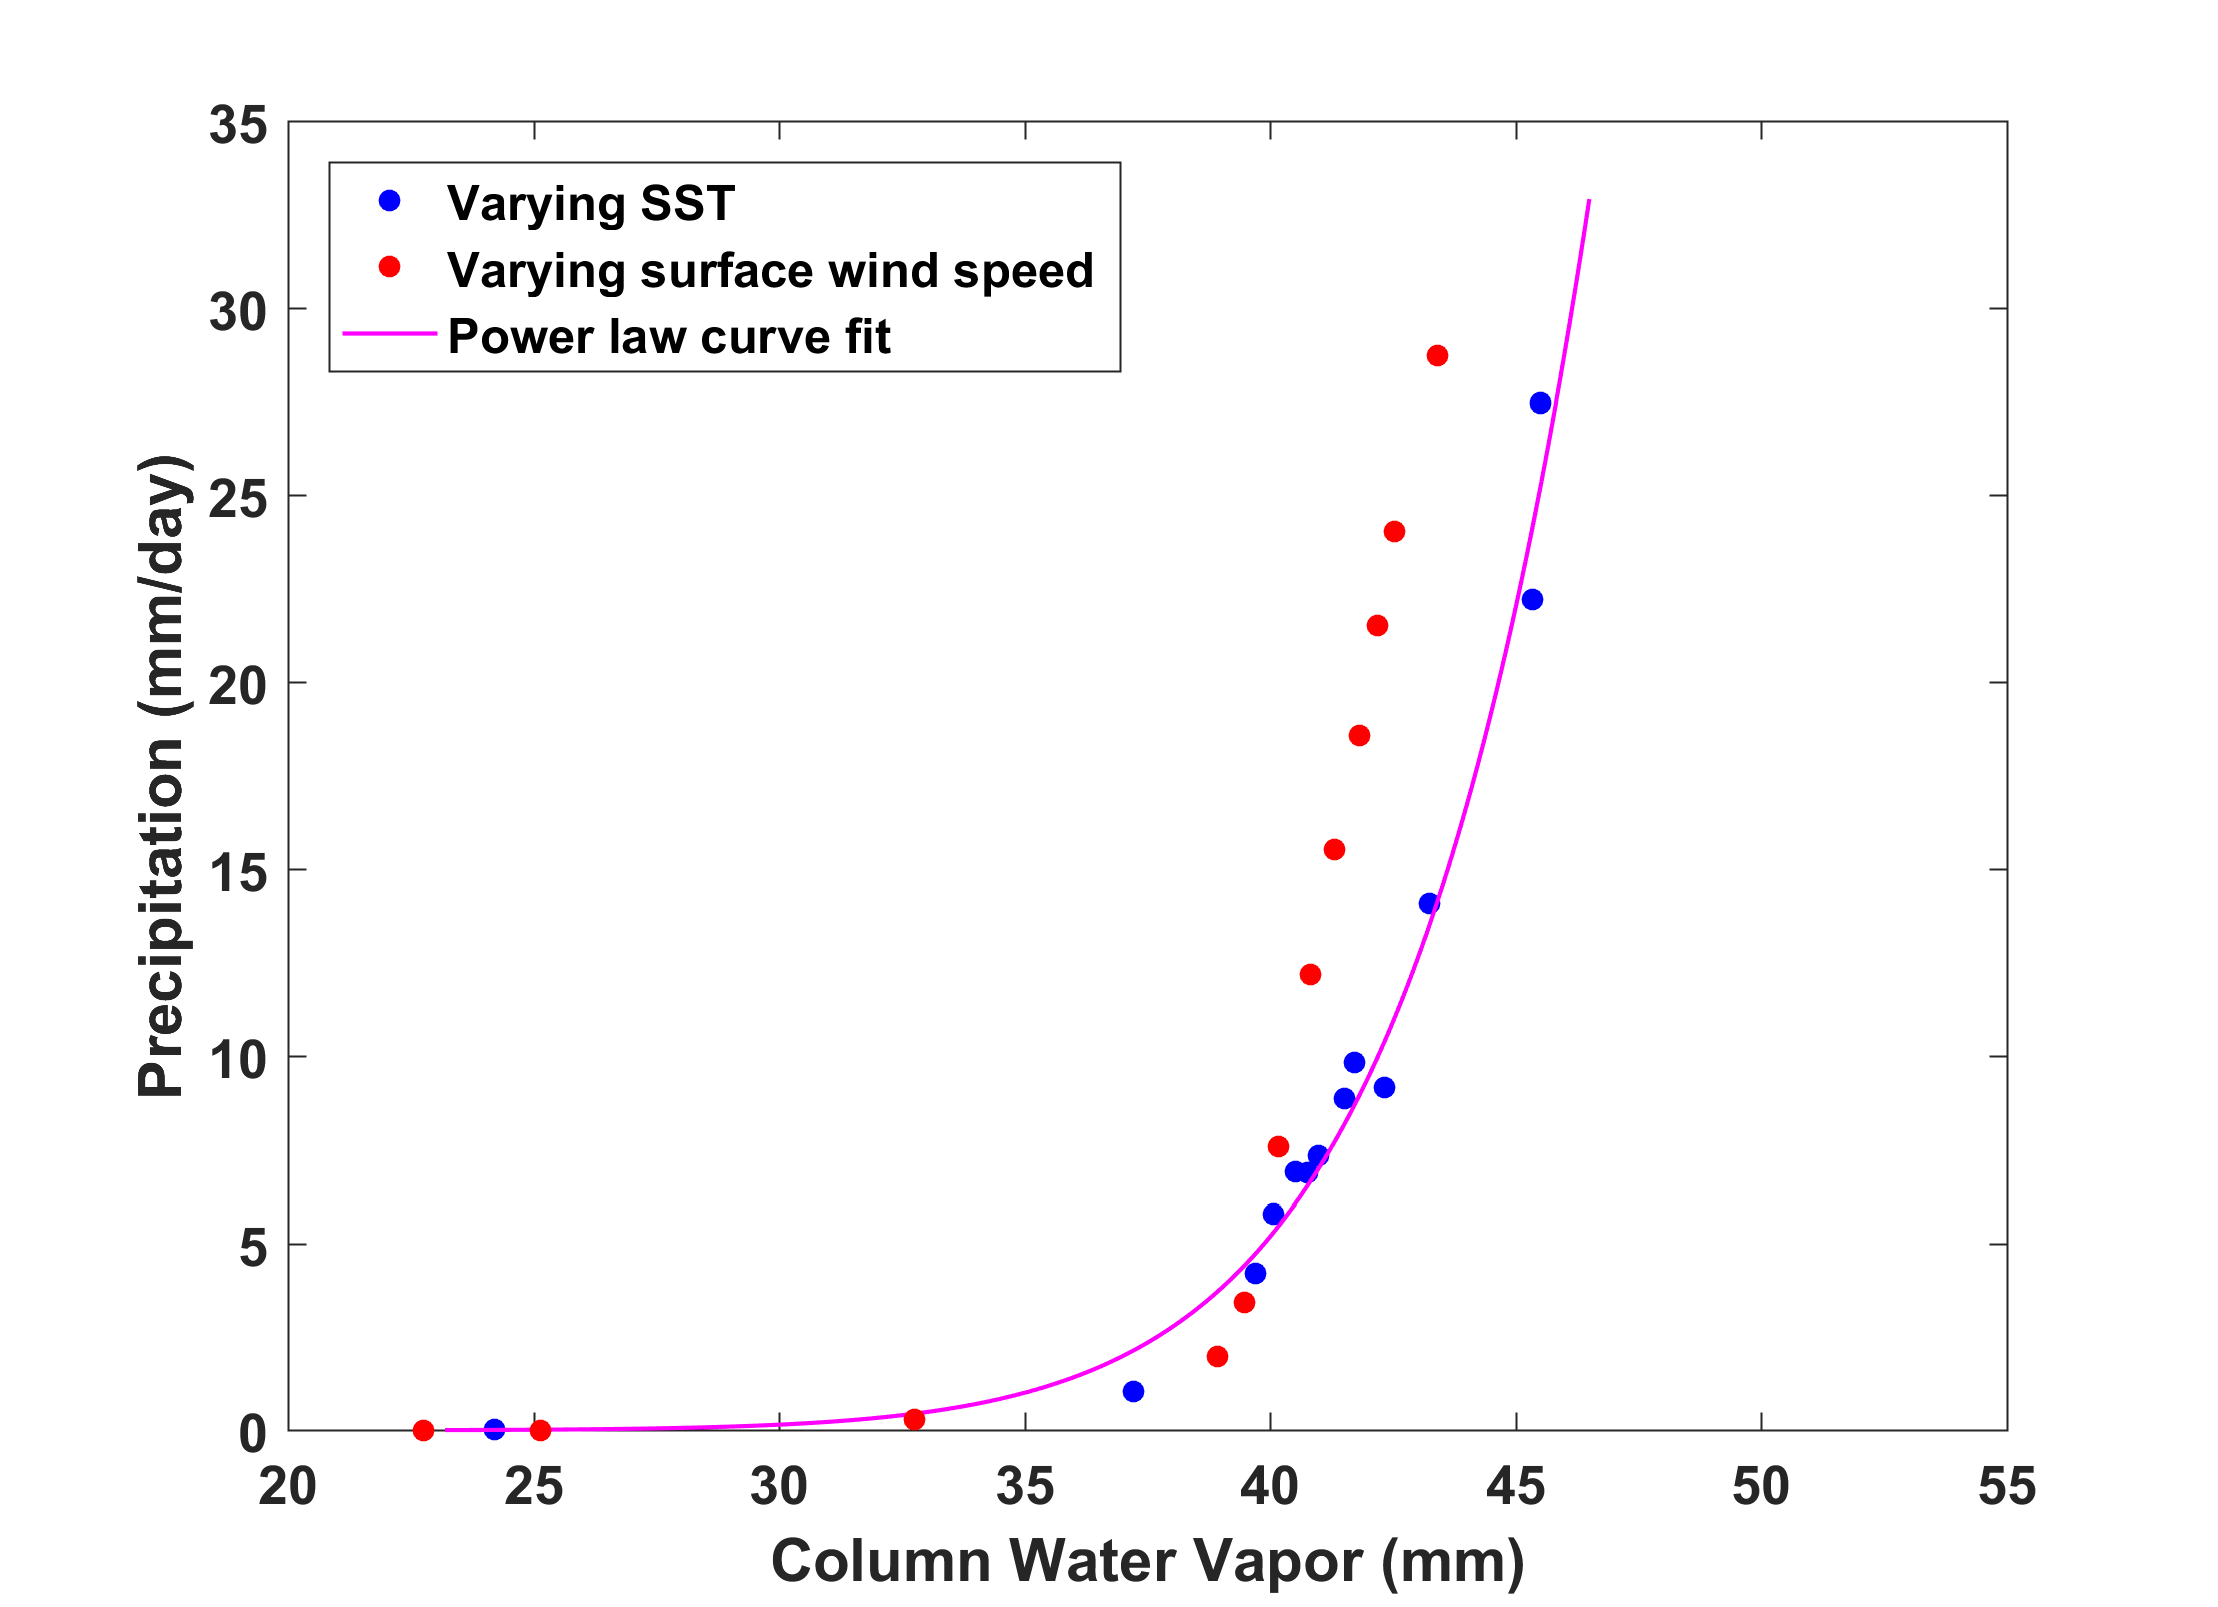 35
30
25
20
15
10
5
0
Precipitation (mm/day)
Varying SST
Varying surface wind speed
Power law curve fit
20 25 30 35 40 45 50 55
Column Water Vapor (mm)